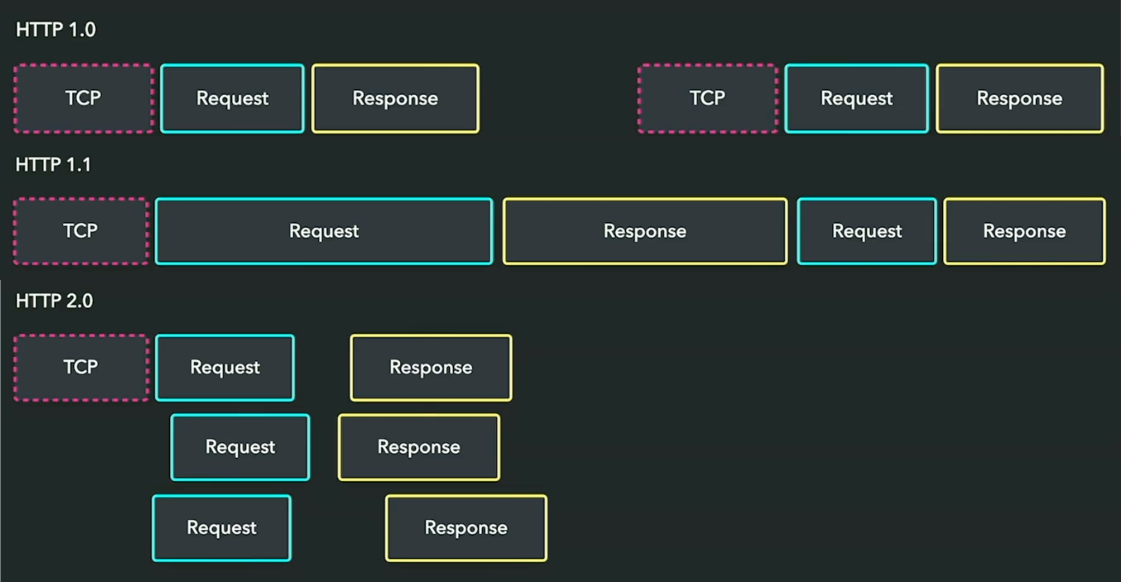 HTTP 1.0
TCP Request Response TCP Request Response
HTTP 1.1
TCP Request Response Request Response
HTTP 2.0
TCP Request Response
Request Response
Request Response